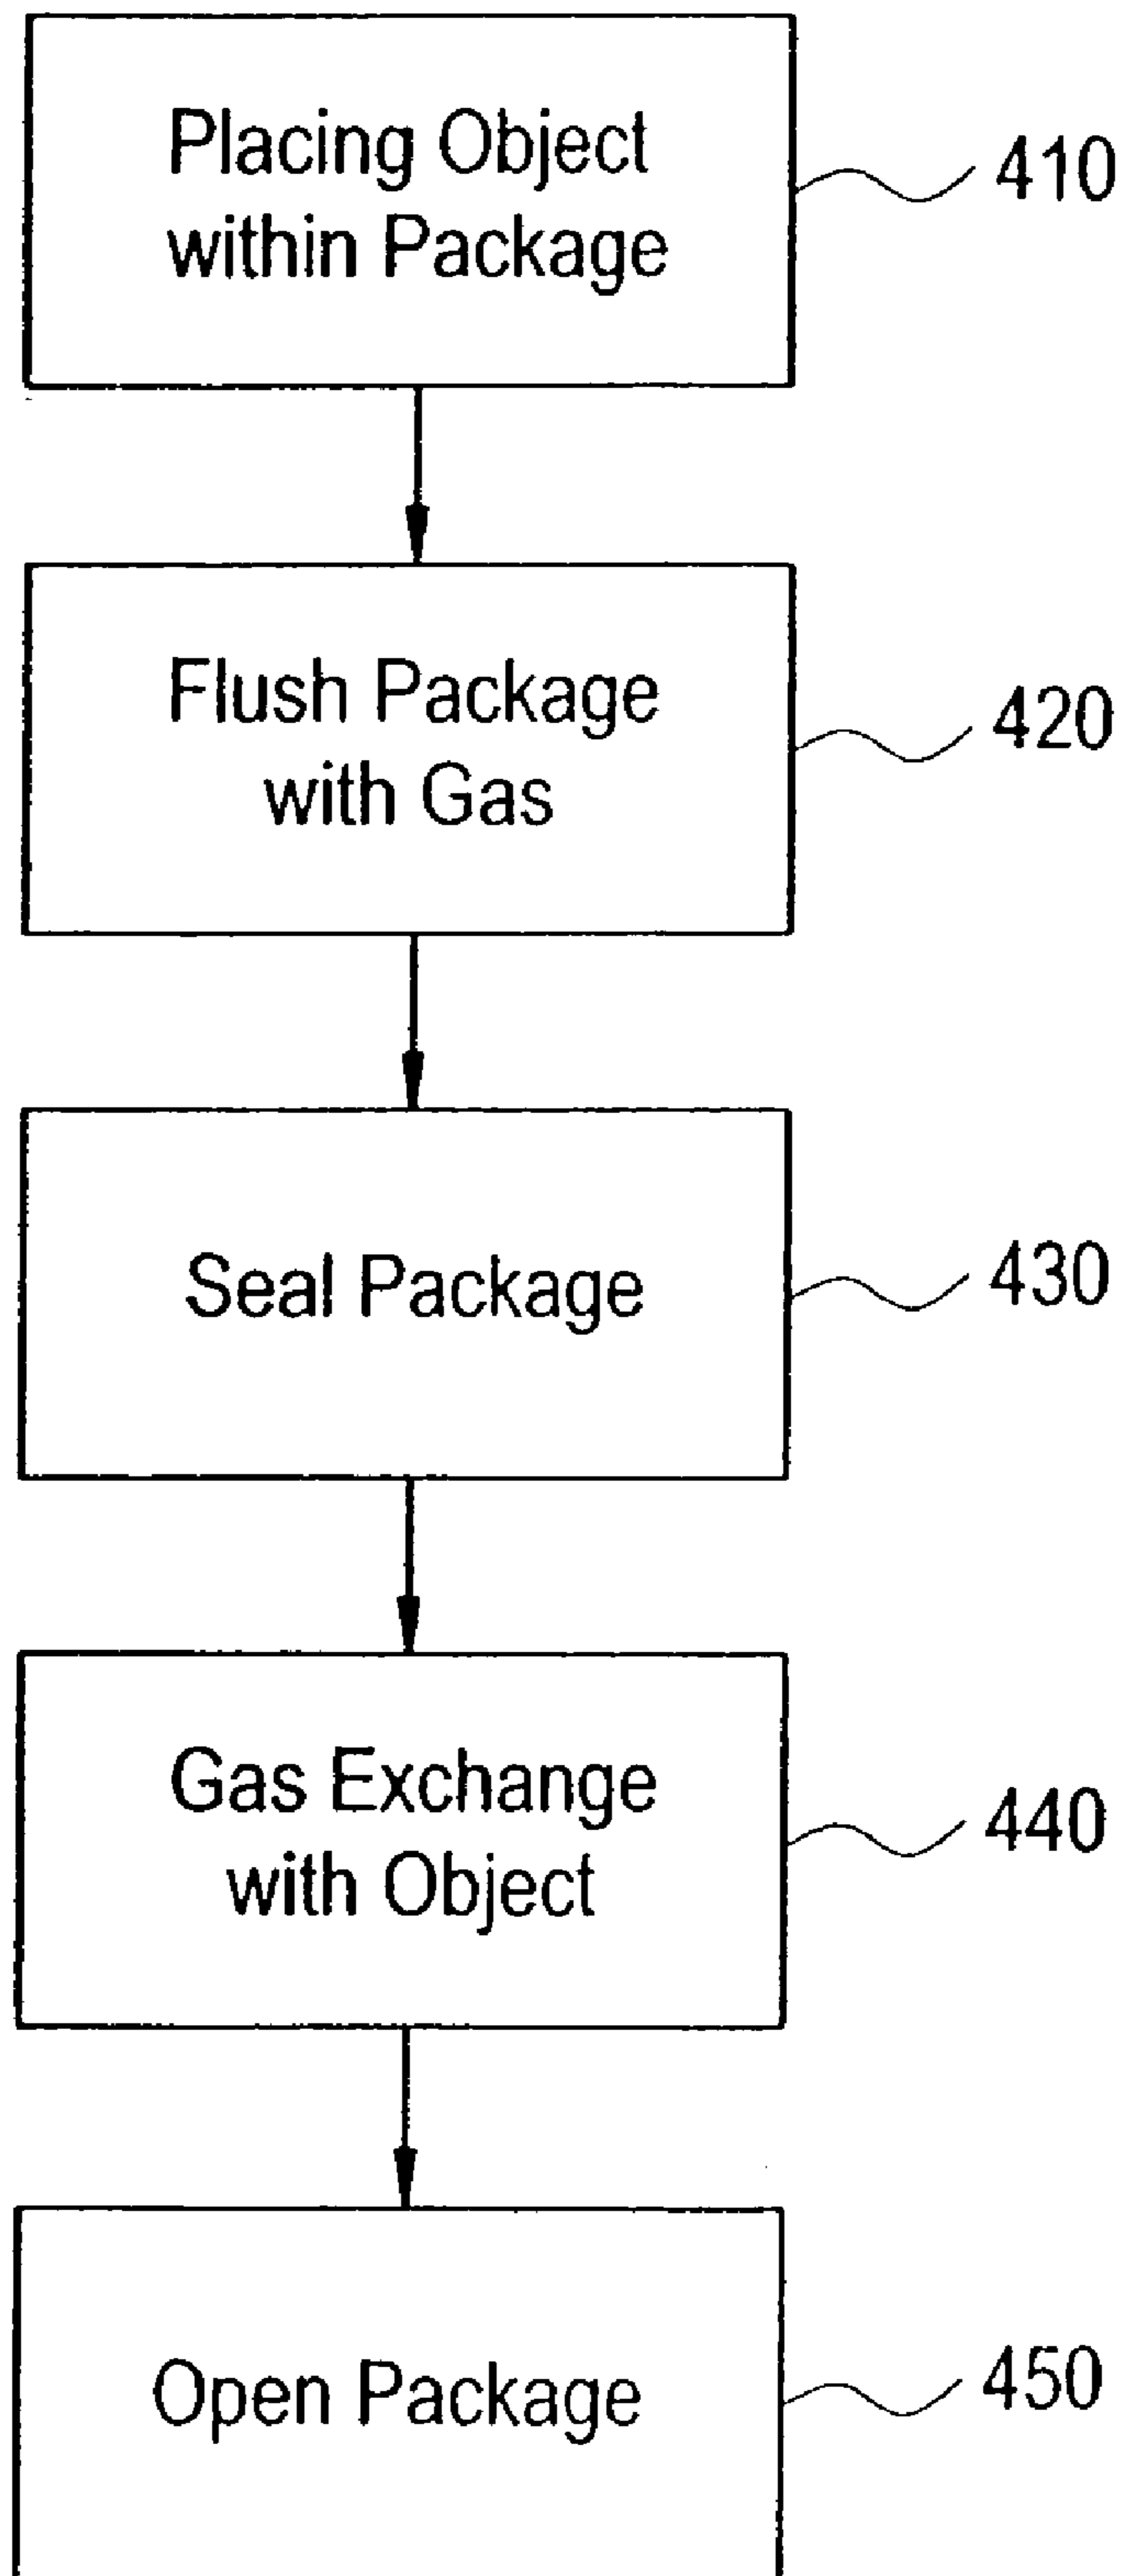 Placing Object
within Package
410
Flush Package
with Gas
420
Seal Package
430
Gas Exchange
with Object
440
Open Package
450